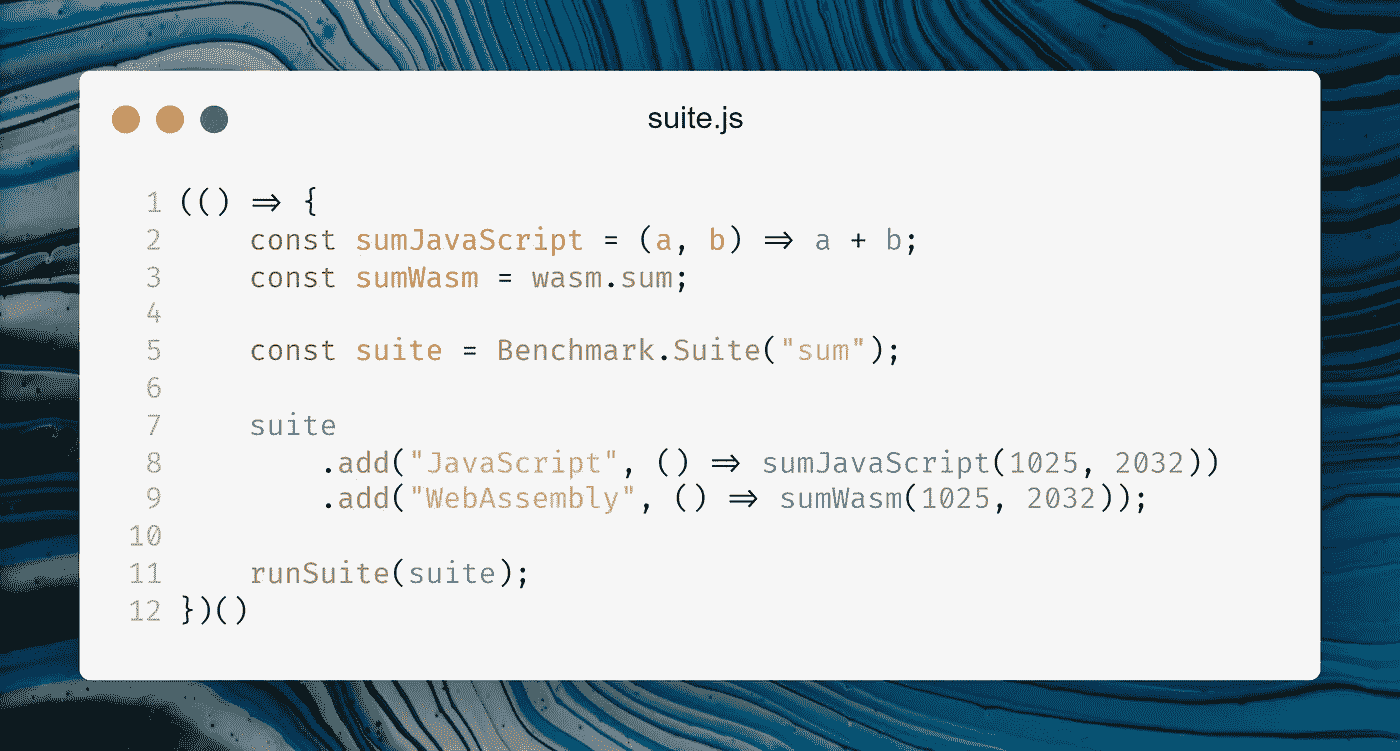 suite.js
1 (() => {
2 const sumJavaScript = (a, b) => a + b;
3 const sumWasm = wasm.sum;
4
5 const suite = Benchmark.Suite("sum");
6
7 suite
8 .add("JavaScript", () => sumJavaScript(1025, 2032))
9 .add("WebAssembly", () => sumWasm(1025, 2032));
10
11 runSuite(suite);
12 })()